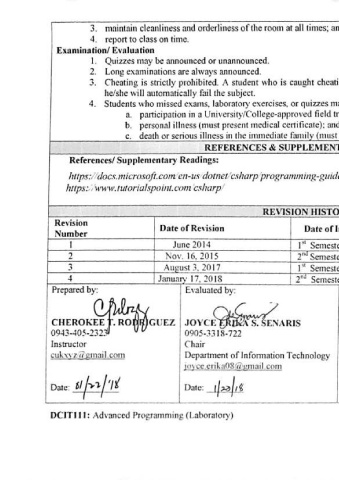 3. maintain cleanliness and orderliness of the room at all times; an
4. report to class on time.
Examination/ Evaluation
1. Quizzes may be announced or unannounced.
2. Long examinations are always announced.
3. Cheating is strictly prohibited. A student who is caught cheati
he/she will automatically fail the subject.
4. Students who missed exams, laboratory exercises, or quizzes ma
a. participation in a University/College-approved field tr
b. personal illness (must present medical certificate); and
c. death or serious illness in the immediate family (must
REFERENCES & SUPPLEMENT
References/ Supplementary Readings:
https://docs.microsoft.com/en-us/dotnet/csharp/programming-guid
https://www.tutorialspoint.com/csharp/
REVISION HISTO
Revision Number Date of Revision Date of I
1 June 2014 1st Semeste
2 Nov. 16, 2015 2nd Semeste
3 August 3, 2017 1st Semeste
4 January 17, 2018 2nd Semeste
Prepared by: Evaluated by:
CHEROKEE T. RODRIGUEZ JOYCE ERIKA S. SENARIS
0943-405-2323 0905-3318-722
Instructor Chair
cukxyz@gmail.com Department of Information Technology
joyce.erika08@gmail.com
Date: 01/22/'18 Date: 1/23/18
DCIT111: Advanced Programming (Laboratory)